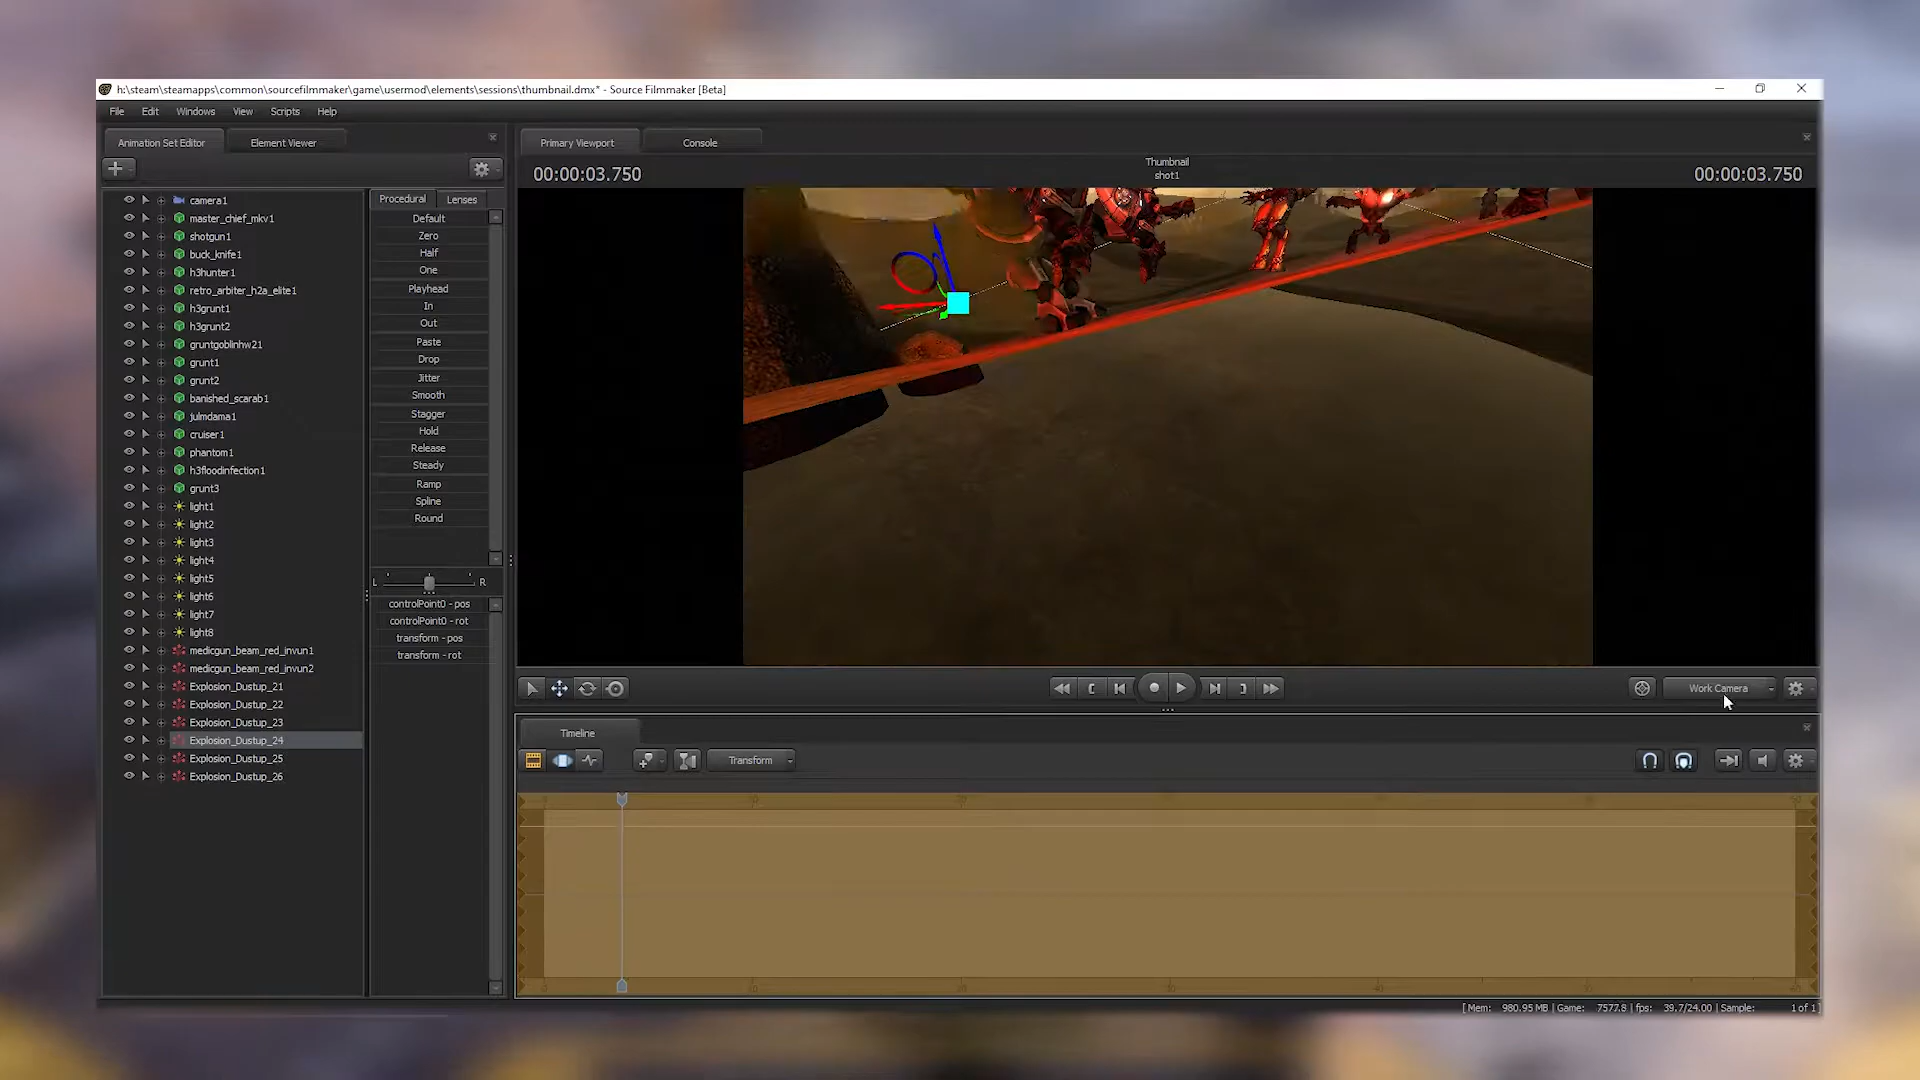 h:\steam\steamapps\common\sourcefilmmaker\game\usermod\elements\sessions\thumbnail.dmx* - Source Filmmaker [Beta]
File Edit Windows View Scripts Help
Animation Set Editor Element Viewer
Primary Viewport Console
00:00:03.750
Thumbnail
shot1
00:00:03.750
camera1
master_chief_mkv1
shotgun1
buck_knife1
h3hunter1
retro_arbiter_h2a_elite1
h3grunt1
h3grunt2
gruntgoblinhw21
grunt1
grunt2
banished_scarab1
julmdama1
cruiser1
phantom1
h3floodinfection1
grunt3
light1
light2
light3
light4
light5
light6
light7
light8
medicgun_beam_red_invun1
medicgun_beam_red_invun2
Explosion_Dustup_21
Explosion_Dustup_22
Explosion_Dustup_23
Explosion_Dustup_24
Explosion_Dustup_25
Explosion_Dustup_26
Procedural Lenses
Default
Zero
Half
One
Playhead
In
Out
Paste
Drop
Jitter
Smooth
Stagger
Hold
Release
Steady
Ramp
Spline
Round
L R
controlPoint0 - pos
controlPoint0 - rot
transform - pos
transform - rot
Work Camera
Timeline
Transform
[ Mem: 980.95 MB | Game: 7577.8 | fps: 39.7/24.00 | Sample: 1 of 1 ]